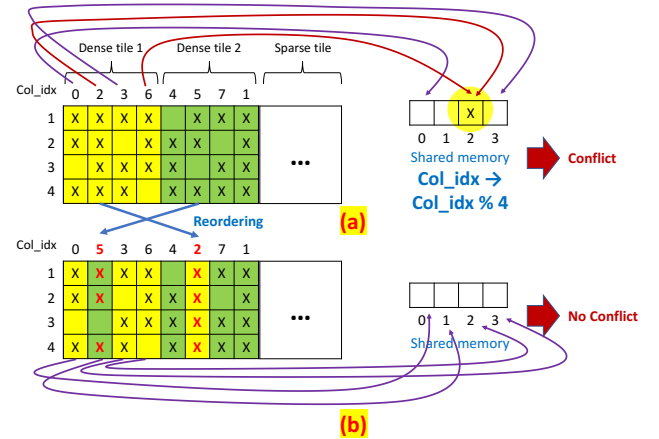 Dense tile 1 Dense tile 2 Sparse tile
Col_idx 0 2 3 6 4 5 7 1
1 X X X X X X X
2 X X X X X X
3 X X X X X X
4 X X X X X X X
...
X
0 1 2 3
Shared memory
Col_idx →
Col_idx % 4
Conflict
(a)
Reordering
Col_idx 0 5 3 6 4 2 7 1
1 X X X X X X X
2 X X X X X X
3 X X X X X X
4 X X X X X X X
...
0 1 2 3
Shared memory
No Conflict
(b)